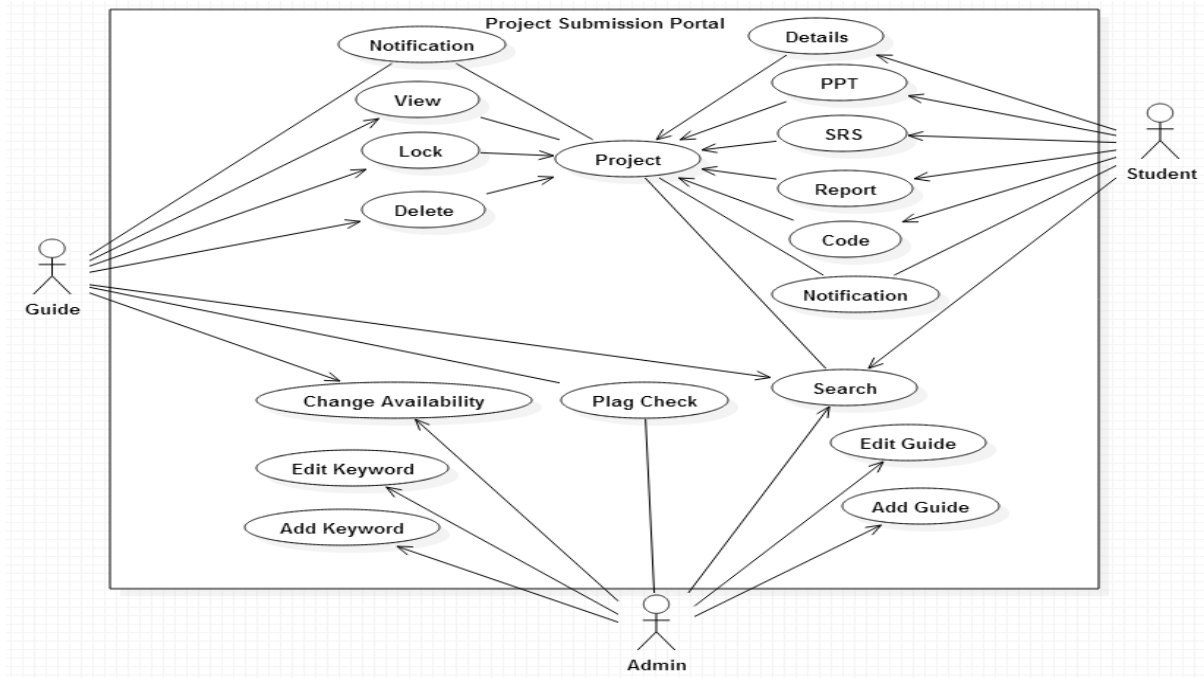 Project Submission Portal
Notification
Details
View
PPT
Lock
SRS
Project
Delete
Report
Student
Code
Notification
Guide
Change Availability
Plag Check
Search
Edit Keyword
Edit Guide
Add Keyword
Add Guide
Admin